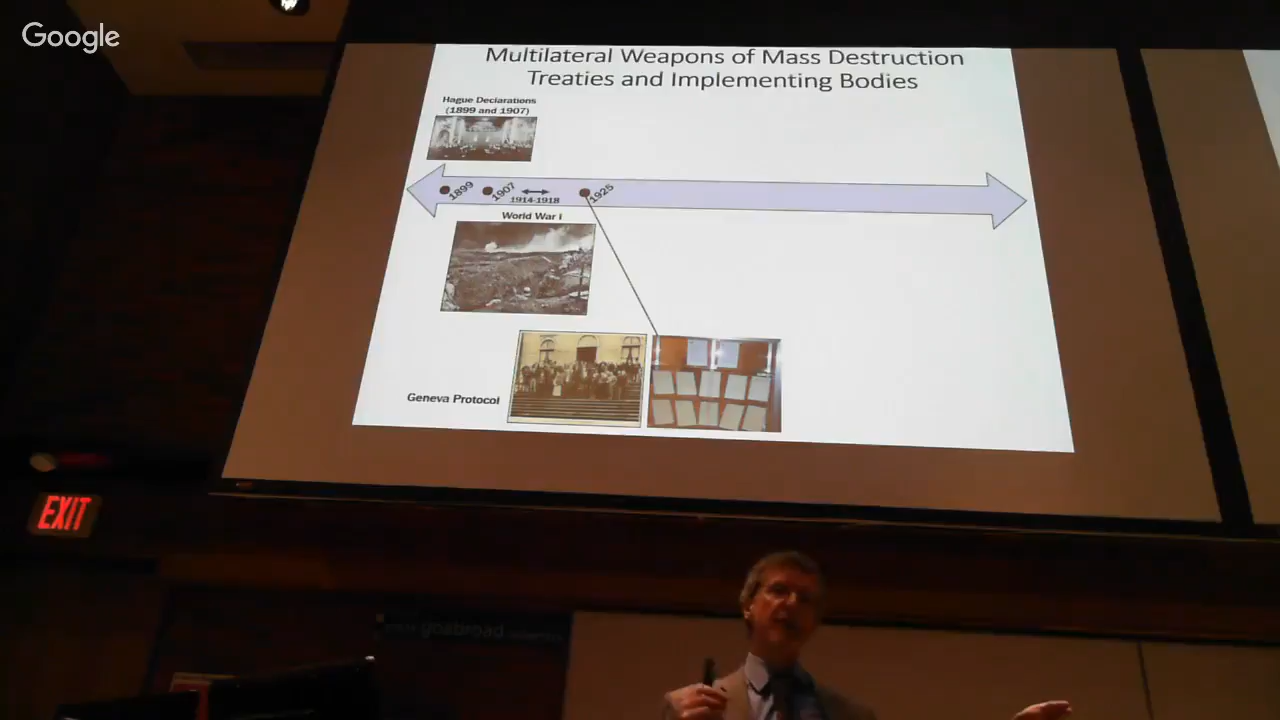 Google
Multilateral Weapons of Mass Destruction
Treaties and Implementing Bodies
Hague Declarations
(1899 and 1907)
1899
1907
1914-1918
1925
World War I
Geneva Protocol
EXIT
goabroad